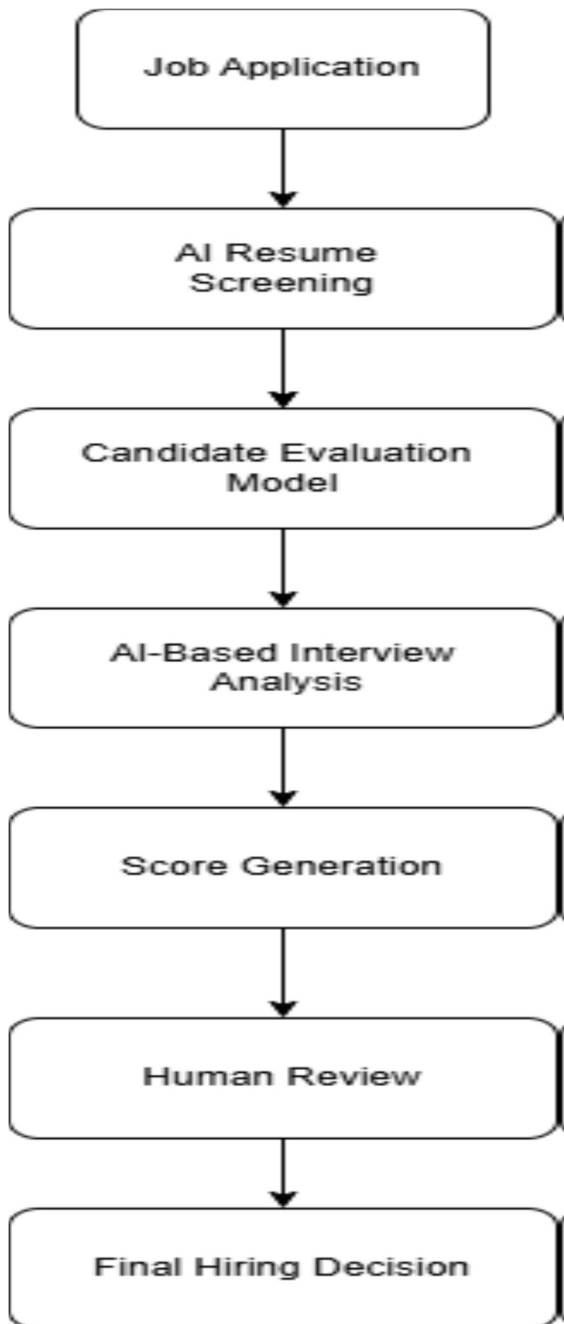 Job Application
AI Resume
Screening
Candidate Evaluation
Model
AI-Based Interview
Analysis
Score Generation
Human Review
Final Hiring Decision